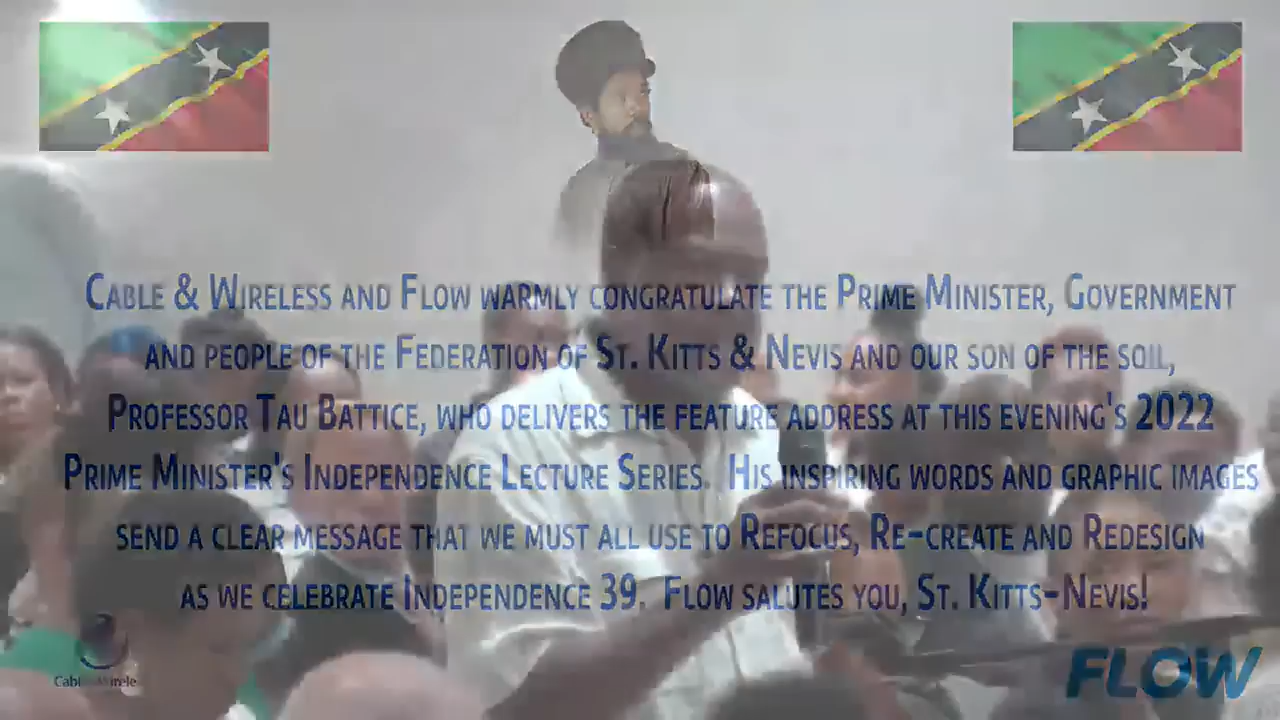 Cable & Wireless and Flow warmly congratulate the Prime Minister, Government
and people of the Federation of St. Kitts & Nevis and our son of the soil,
Professor Tau Battice, who delivers the feature address at this evening's 2022
Prime Minister's Independence Lecture Series. His inspiring words and graphic images
send a clear message that we must all use to Refocus, Re-create and Redesign
as we celebrate Independence 39. Flow salutes you, St. Kitts-Nevis!
FLOW